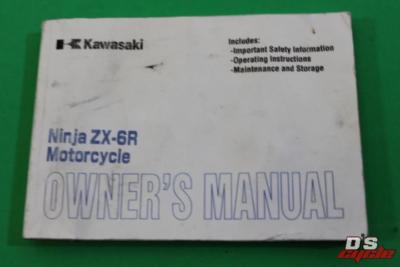 Kawasaki
Includes:
-Important Safety Information
-Operating Instructions
-Maintenance and Storage
Ninja ZX-6R
Motorcycle
OWNER'S MANUAL
D's
cycle